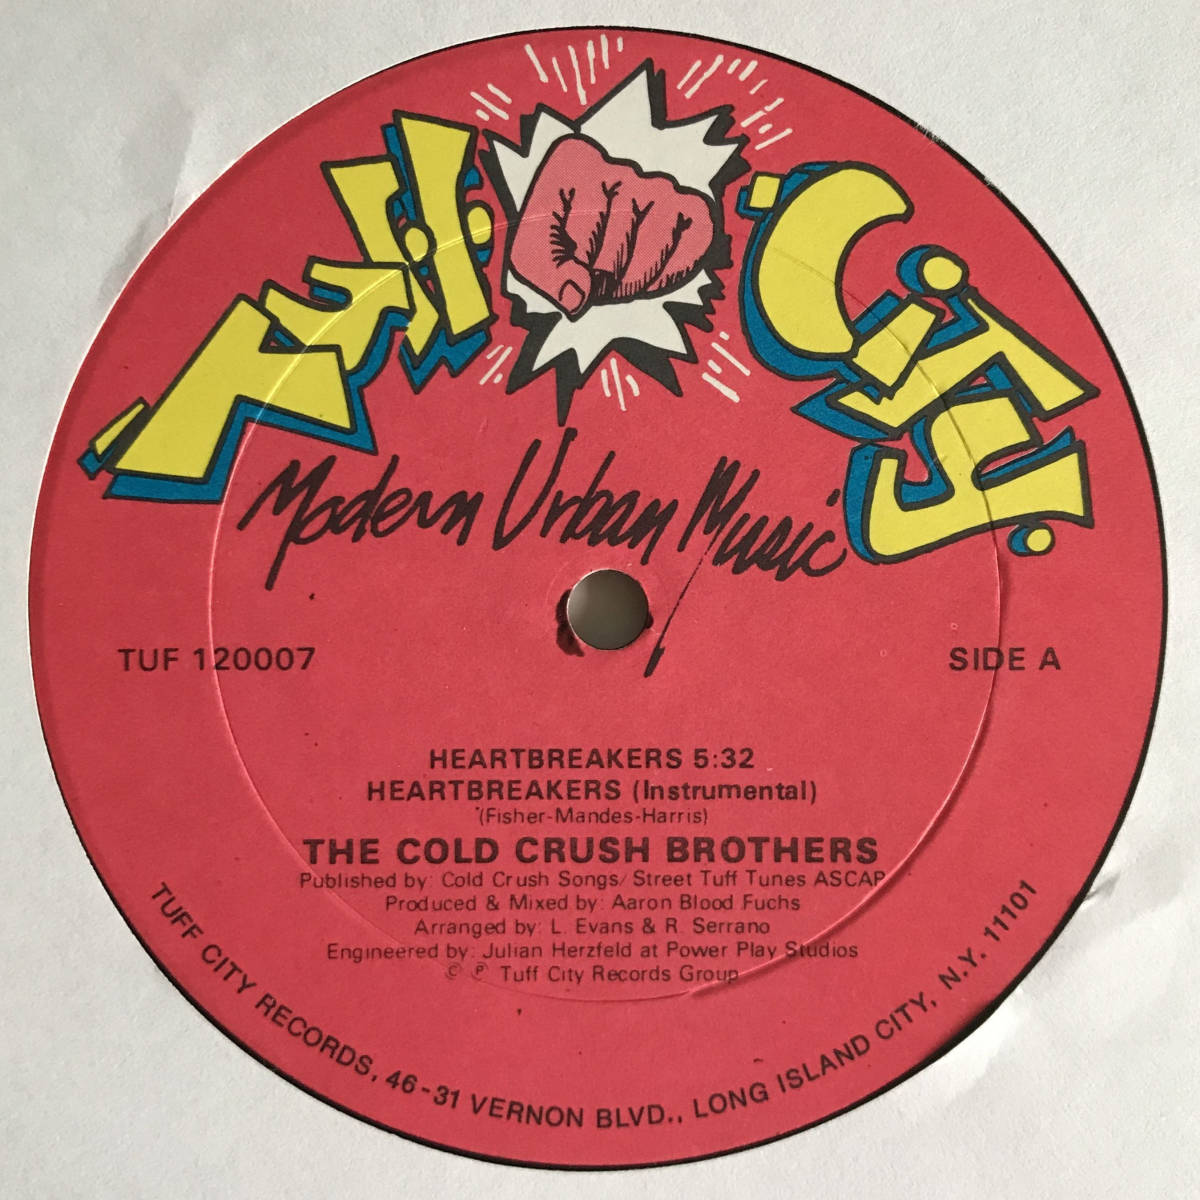 Tuff City
Modern Urban Music
TUF 120007
SIDE A
HEARTBREAKERS 5:32
HEARTBREAKERS (Instrumental)
(Fisher-Mandes-Harris)
THE COLD CRUSH BROTHERS
Published by: Cold Crush Songs/Street Tuff Tunes ASCAP
Produced & Mixed by: Aaron Blood Fuchs
Arranged by: L. Evans & R. Serrano
Engineered by: Julian Herzfeld at Power Play Studios
© ℗ Tuff City Records Group
TUFF CITY RECORDS, 46-31 VERNON BLVD., LONG ISLAND CITY, N.Y. 11101